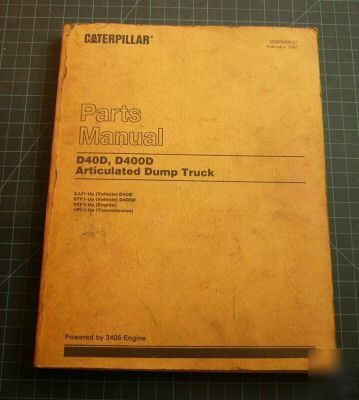 CATERPILLAR
February, 1997
Parts
Manual
D40D, D400D
Articulated Dump Truck
(Vehicle) D40D
(Vehicle) D400D
(Engine)
(Transmission)
Powered by 3406 Engine